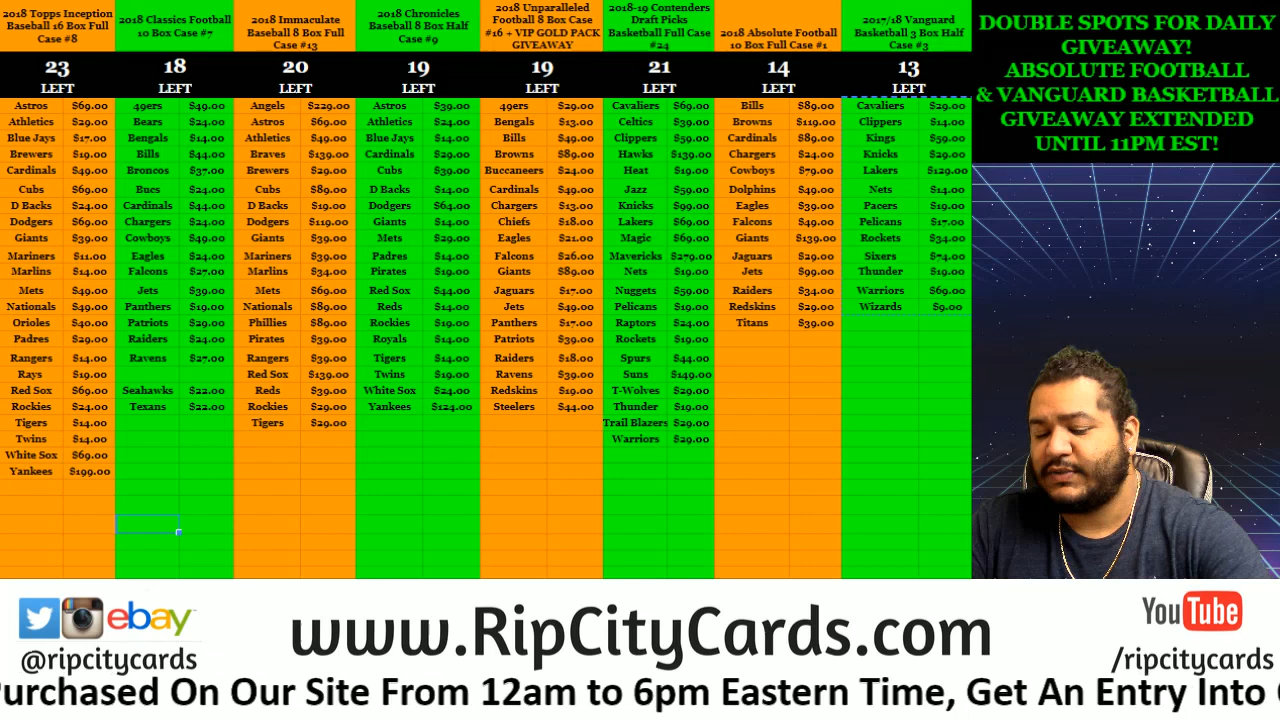 2018 Topps Inception
Baseball 16 Box Full
Case #8
23
LEFT
Astros $69.00
Athletics $29.00
Blue Jays $17.00
Brewers $19.00
Cardinals $49.00
Cubs $69.00
D Backs $24.00
Dodgers $69.00
Giants $39.00
Mariners $11.00
Marlins $14.00
Mets $49.00
Nationals $49.00
Orioles $40.00
Padres $29.00
Rangers $14.00
Rays $19.00
Red Sox $69.00
Rockies $24.00
Tigers $14.00
Twins $14.00
White Sox $69.00
Yankees $199.00
2018 Classics Football
10 Box Case #7
18
LEFT
49ers $49.00
Bears $24.00
Bengals $14.00
Bills $44.00
Broncos $37.00
Bucs $24.00
Cardinals $44.00
Chargers $24.00
Cowboys $49.00
Eagles $24.00
Falcons $27.00
Jets $39.00
Panthers $19.00
Patriots $29.00
Raiders $24.00
Ravens $27.00
Seahawks $22.00
Texans $22.00
2018 Immaculate
Baseball 8 Box Full
Case #13
20
LEFT
Angels $229.00
Astros $69.00
Athletics $49.00
Braves $139.00
Brewers $29.00
Cubs $89.00
D Backs $19.00
Dodgers $119.00
Giants $39.00
Mariners $39.00
Marlins $34.00
Mets $69.00
Nationals $89.00
Phillies $89.00
Pirates $39.00
Rangers $39.00
Red Sox $139.00
Reds $39.00
Rockies $29.00
Tigers $29.00
2018 Chronicles
Baseball 8 Box Half
Case #9
19
LEFT
Astros $39.00
Athletics $24.00
Blue Jays $14.00
Cardinals $29.00
Cubs $39.00
D Backs $14.00
Dodgers $64.00
Giants $14.00
Mets $29.00
Padres $14.00
Pirates $19.00
Red Sox $44.00
Reds $14.00
Rockies $19.00
Royals $14.00
Tigers $14.00
Twins $19.00
White Sox $24.00
Yankees $124.00
2018 Unparalleled
Football 8 Box Case
#16 + VIP GOLD PACK
GIVEAWAY
19
LEFT
49ers $29.00
Bengals $13.00
Bills $49.00
Browns $89.00
Buccaneers $24.00
Cardinals $49.00
Chargers $13.00
Chiefs $18.00
Eagles $21.00
Falcons $26.00
Giants $89.00
Jaguars $17.00
Jets $49.00
Panthers $17.00
Patriots $39.00
Raiders $18.00
Ravens $39.00
Redskins $19.00
Steelers $44.00
2018-19 Contenders
Draft Picks
Basketball Full Case
#24
21
LEFT
Cavaliers $69.00
Celtics $39.00
Clippers $59.00
Hawks $139.00
Heat $19.00
Jazz $59.00
Knicks $99.00
Lakers $69.00
Magic $69.00
Mavericks $279.00
Nets $19.00
Nuggets $59.00
Pelicans $19.00
Raptors $24.00
Rockets $19.00
Spurs $44.00
Suns $149.00
T-Wolves $29.00
Thunder $19.00
Trail Blazers $29.00
Warriors $29.00
2018 Absolute Football
10 Box Full Case #1
14
LEFT
Bills $89.00
Browns $119.00
Cardinals $89.00
Chargers $24.00
Cowboys $79.00
Dolphins $49.00
Eagles $39.00
Falcons $49.00
Giants $139.00
Jaguars $29.00
Jets $99.00
Raiders $34.00
Redskins $29.00
Titans $39.00
2017/18 Vanguard
Basketball 3 Box Half
Case #3
13
LEFT
Cavaliers $29.00
Clippers $14.00
Kings $59.00
Knicks $29.00
Lakers $129.00
Nets $14.00
Pacers $19.00
Pelicans $17.00
Rockets $34.00
Sixers $74.00
Thunder $19.00
Warriors $69.00
Wizards $9.00
DOUBLE SPOTS FOR DAILY
GIVEAWAY!
ABSOLUTE FOOTBALL
& VANGUARD BASKETBALL
GIVEAWAY EXTENDED
UNTIL 11PM EST!
ebay
@ripcitycards
www.RipCityCards.com
YouTube
/ripcitycards
Purchased On Our Site From 12am to 6pm Eastern Time, Get An Entry Into